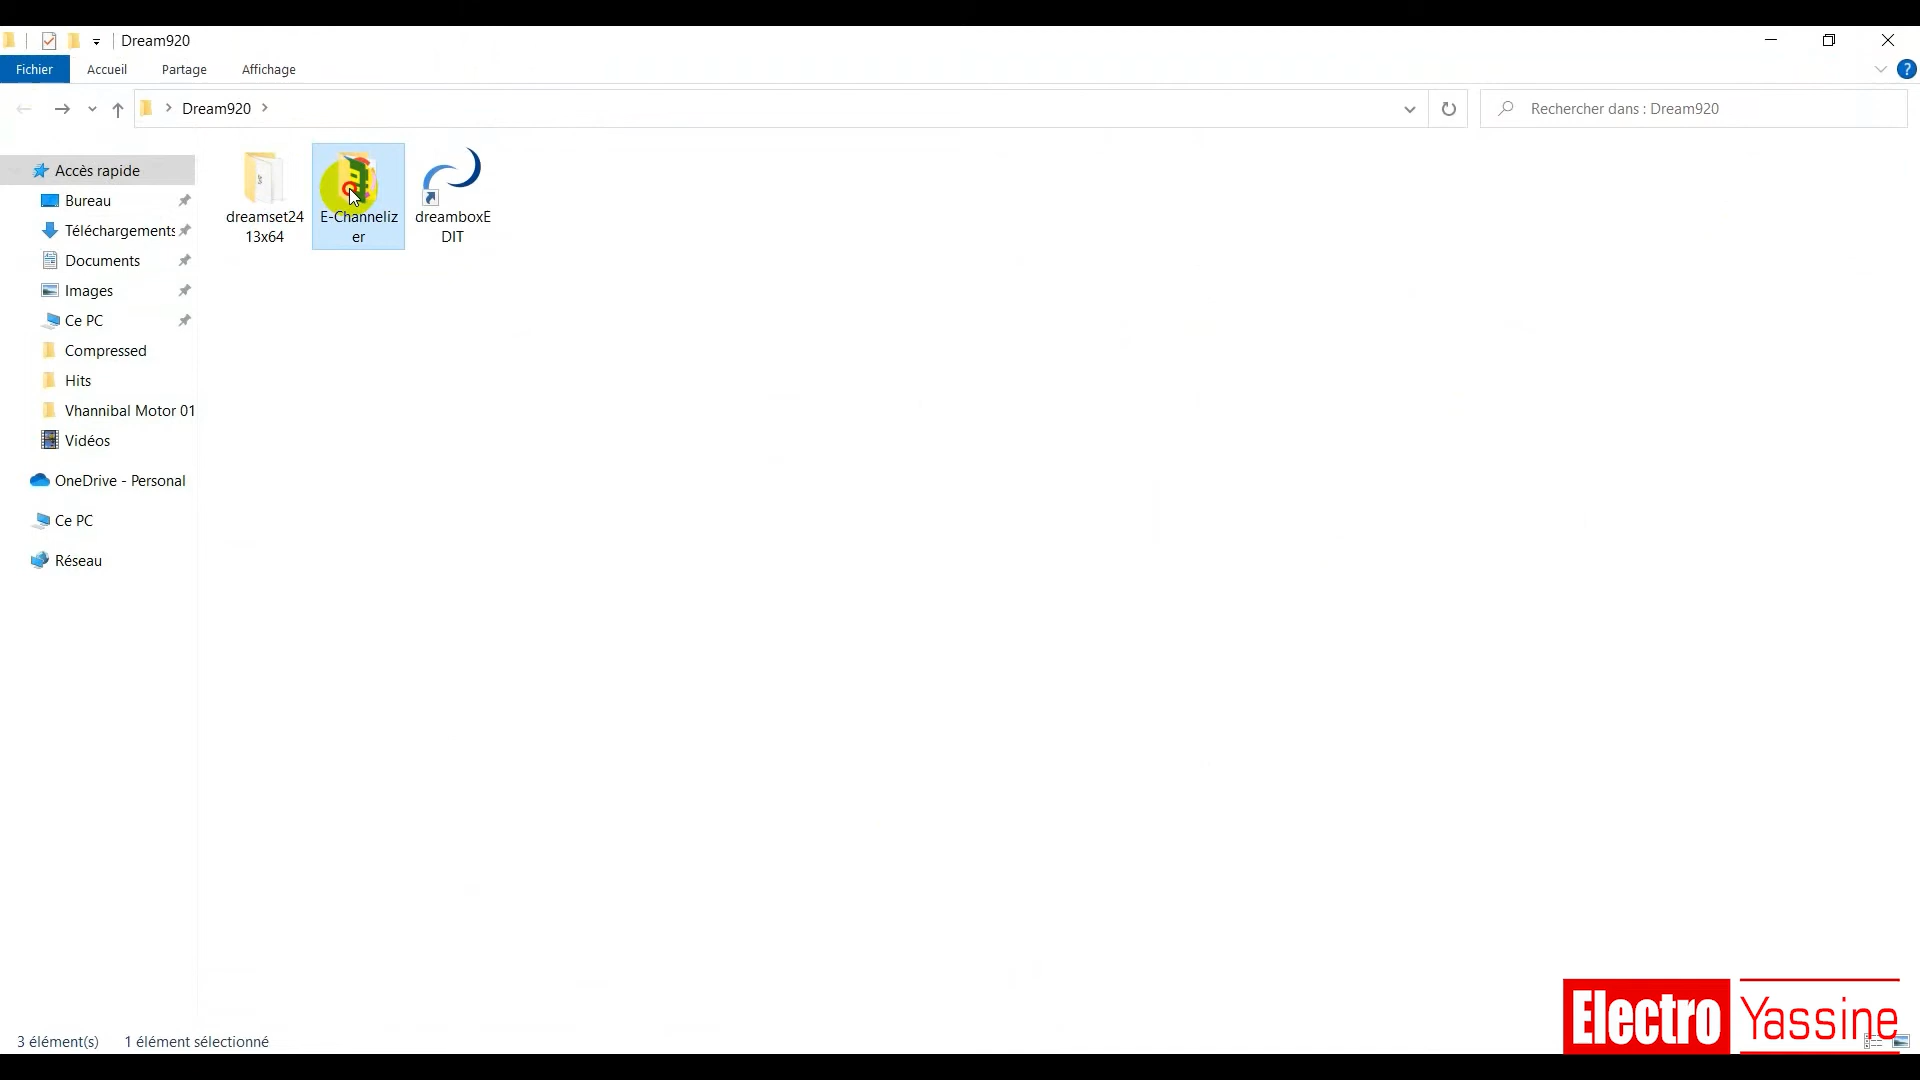 Dream920
Fichier
Accueil
Partage
Affichage
?
Dream920
Rechercher dans : Dream920
Accès rapide
Bureau
Téléchargements
Documents
Images
Ce PC
Compressed
Hits
Vhannibal Motor 01
Vidéos
OneDrive - Personal
Ce PC
Réseau
dreamset24
13x64
E-Channeliz
er
dreamboxE
DIT
3 élément(s)
1 élément sélectionné
Electro Yassine